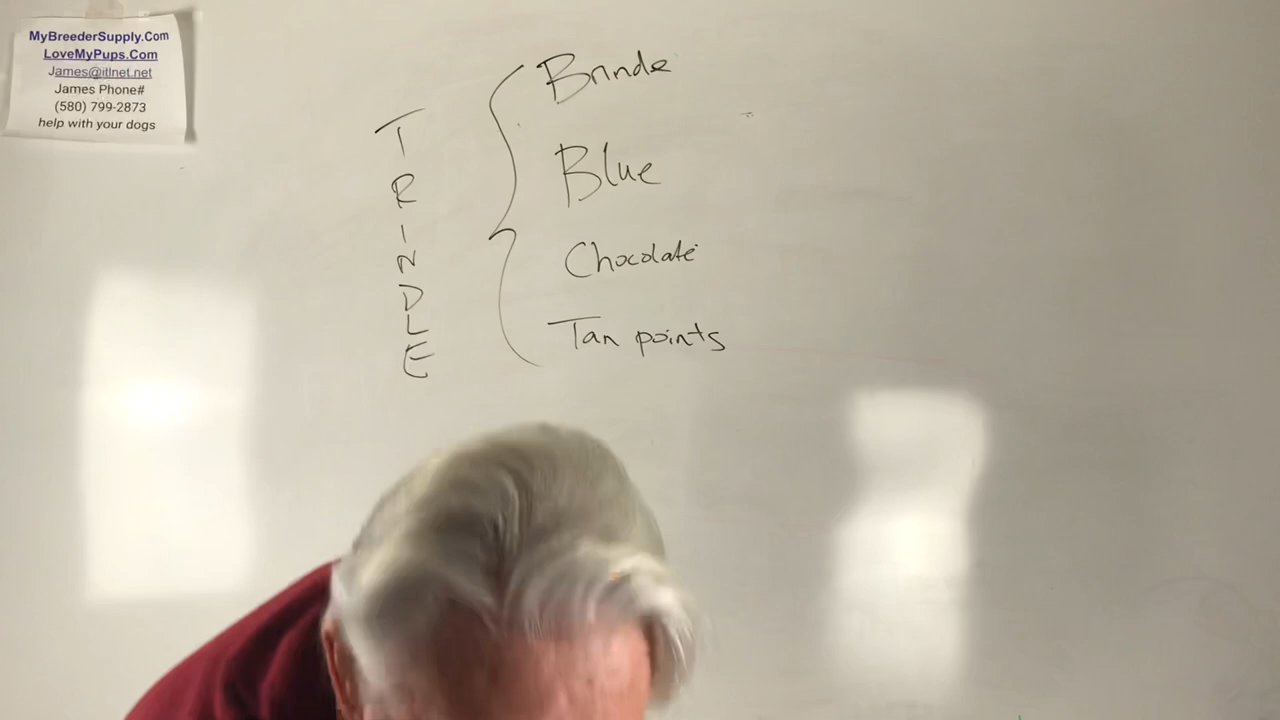 MyBreederSupply.Com
LoveMyPups.Com
James@itlnet.net
James Phone#
(580) 799-2873
help with your dogs
TRINDLE
Brindle
Blue
Chocolate
Tan points